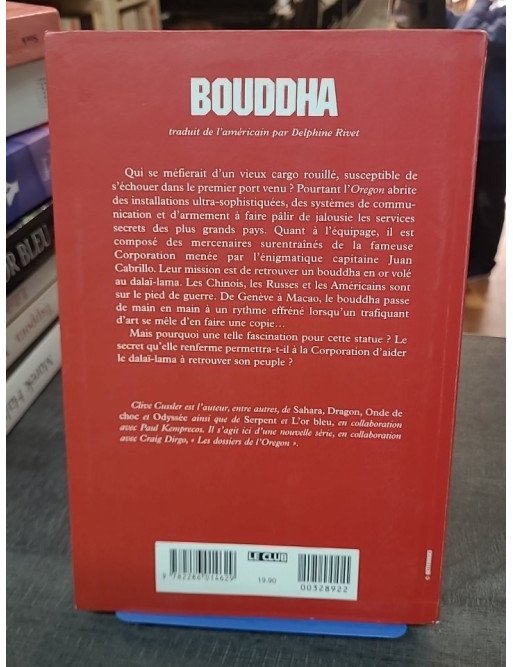 BOUDDHA
traduit de l'américain par Delphine Rivet
Qui se méfierait d'un vieux cargo rouillé, susceptible de
s'échouer dans le premier port venu ? Pourtant l'Oregon abrite
des installations ultra-sophistiquées, des systèmes de commu-
nication et d'armement à faire pâlir de jalousie les services
secrets des plus grands pays. Quant à l'équipage, il est
composé des mercenaires surentraînés de la fameuse
Corporation menée par l'énigmatique capitaine Juan
Cabrillo. Leur mission est de retrouver un bouddha en or volé
au dalaï-lama. Les Chinois, les Russes et les Américains sont
sur le pied de guerre. De Genève à Macao, le bouddha passe
de main en main à un rythme effréné lorsqu'un trafiquant
d'art se mêle d'en faire une copie…
Mais pourquoi une telle fascination pour cette statue ? Le
secret qu'elle renferme permettra-t-il à la Corporation d'aider
le dalaï-lama à retrouver son peuple ?
Clive Cussler est l'auteur, entre autres, de Sahara, Dragon, Onde de
choc et Odyssée ainsi que de Serpent et L'or bleu, en collaboration
avec Paul Kemprecos. Il s'agit ici d'une nouvelle série, en collaboration
avec Craig Dirgo, « Les dossiers de l'Oregon ».
LE CLUB
19.90
9 782286 014629
00328922
OR BLEU